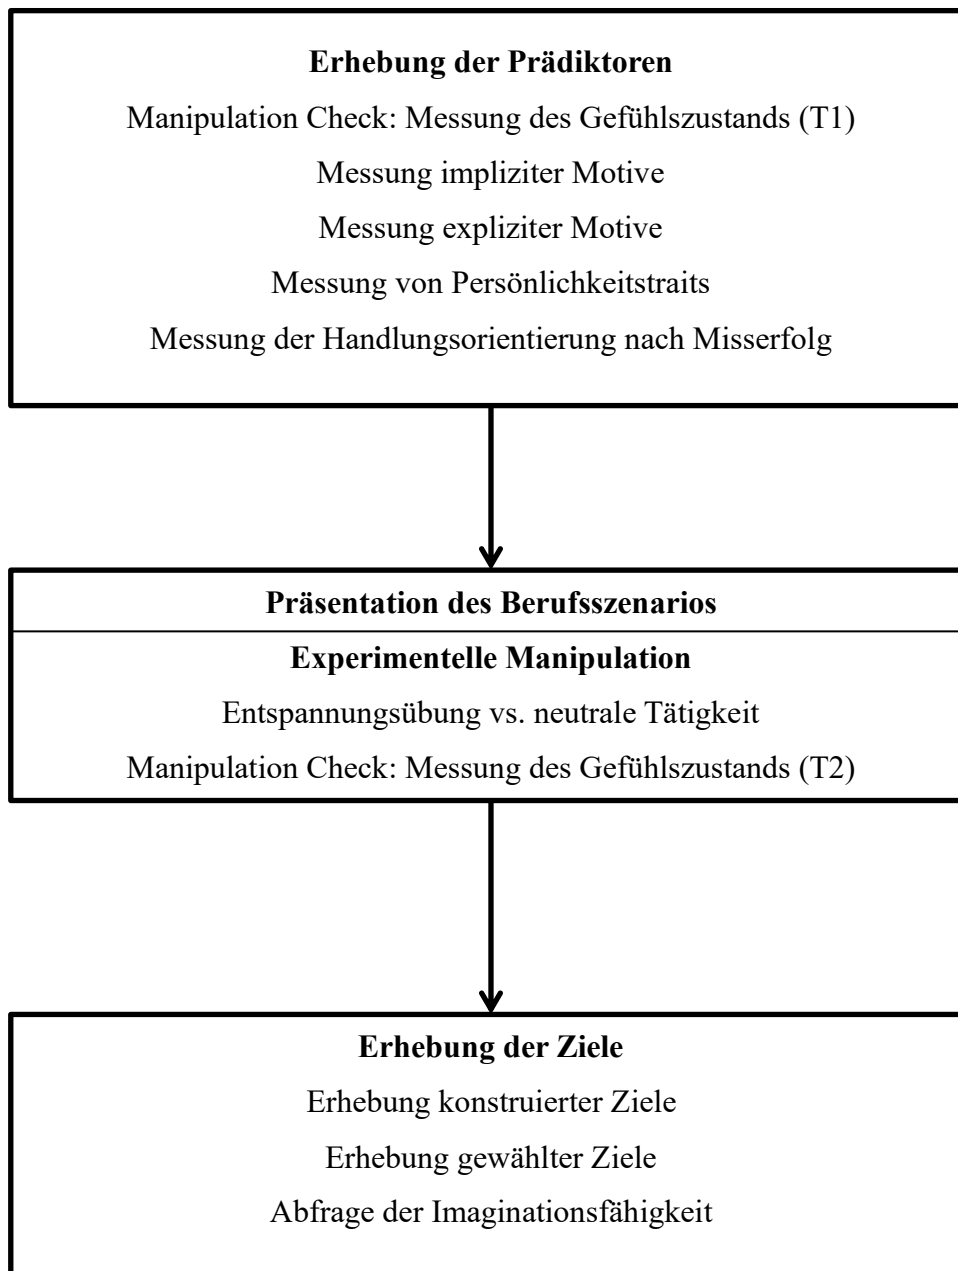 Erhebung der Prädiktoren
Manipulation Check: Messung des Gefühlszustands (T1)
Messung impliziter Motive
Messung expliziter Motive
Messung von Persönlichkeitstraits
Messung der Handlungsorientierung nach Misserfolg
Präsentation des Berufsszenarios
Experimentelle Manipulation
Entspannungsübung vs. neutrale Tätigkeit
Manipulation Check: Messung des Gefühlszustands (T2)
Erhebung der Ziele
Erhebung konstruierter Ziele
Erhebung gewählter Ziele
Abfrage der Imaginationsfähigkeit